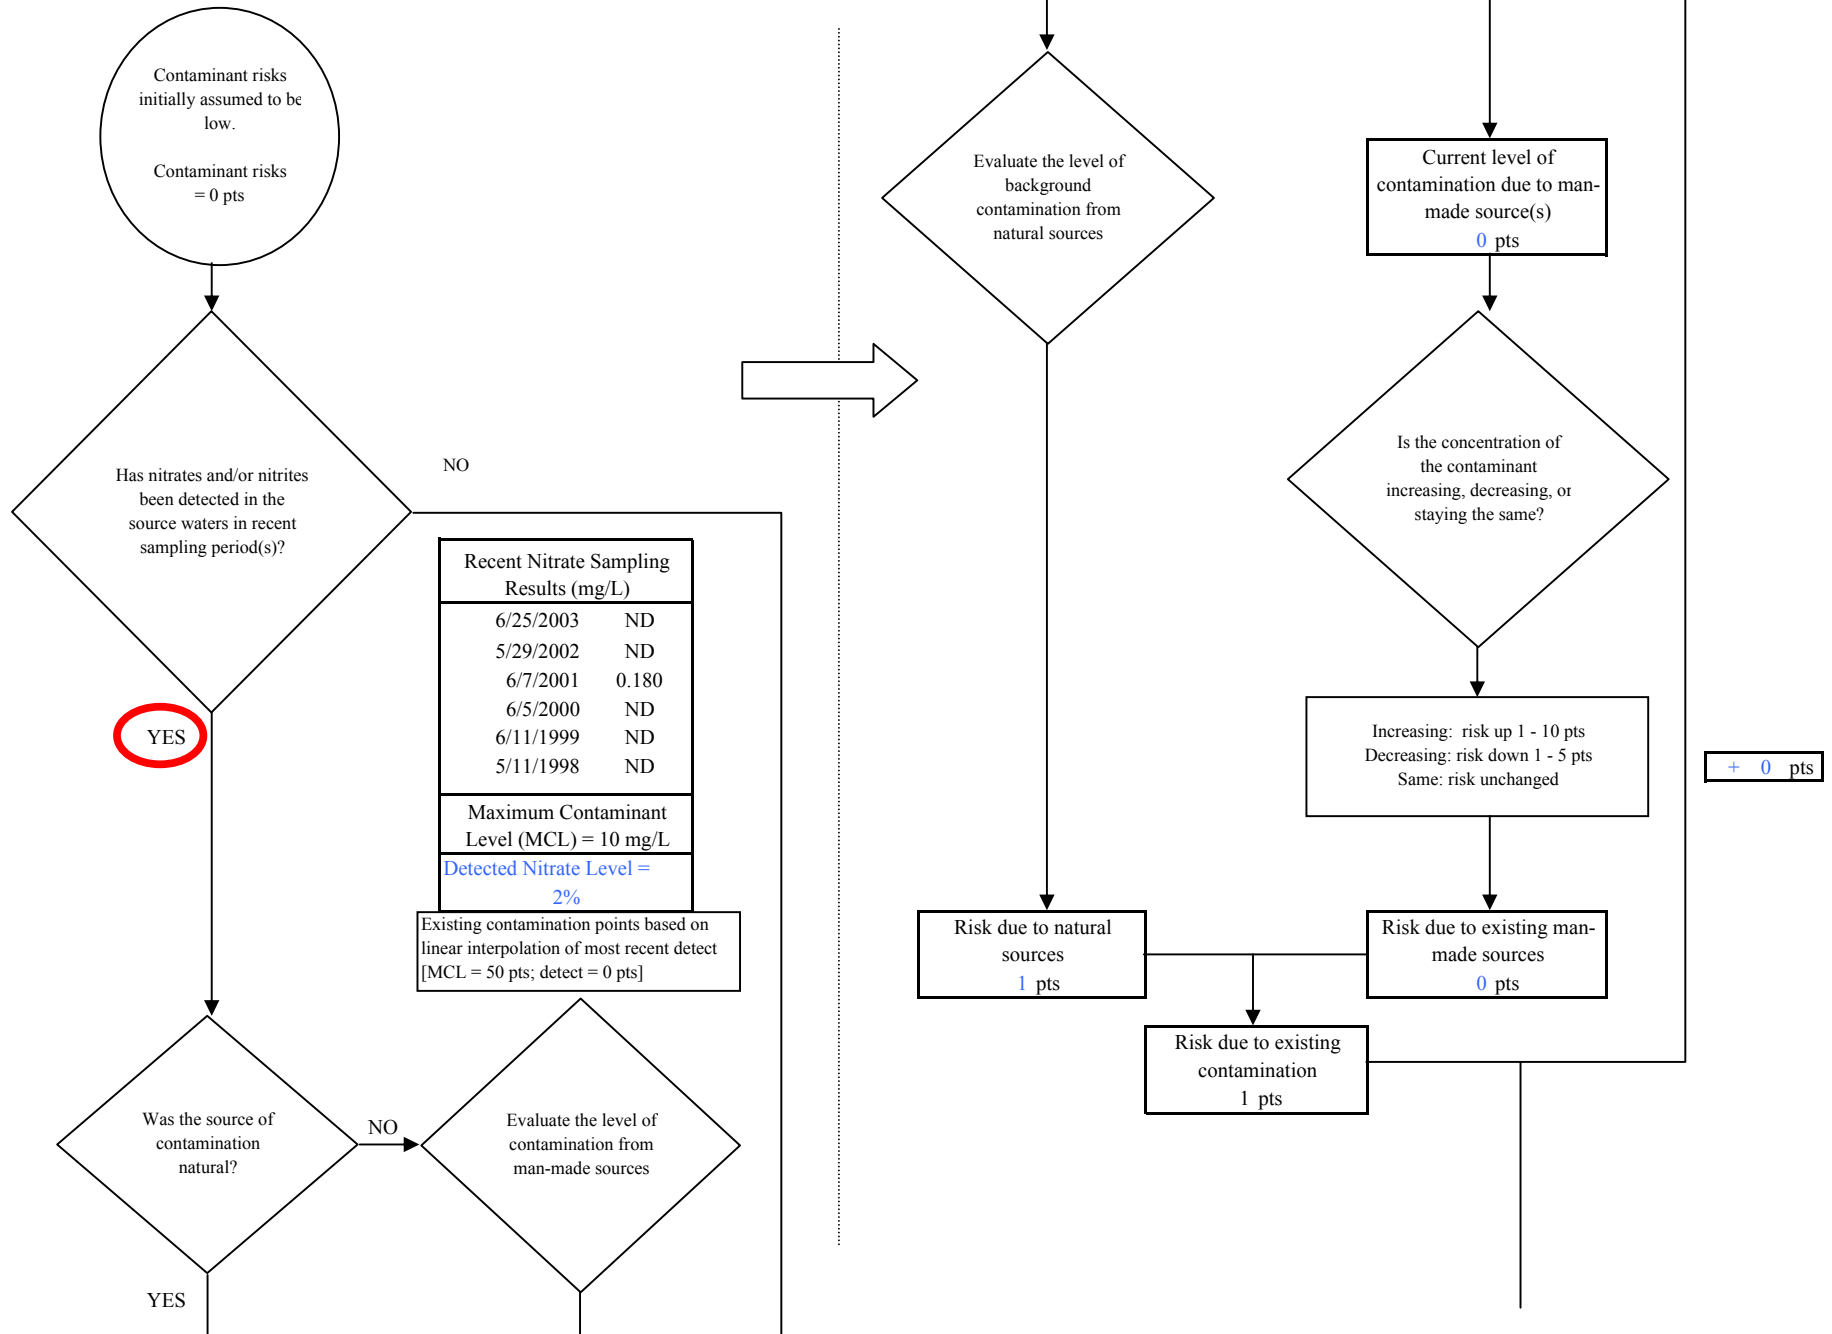 Contaminant risks
initially assumed to be
low.
Contaminant risks
= 0 pts
Has nitrates and/or nitrites
been detected in the
source waters in recent
sampling period(s)?
NO
YES
Recent Nitrate Sampling
Results (mg/L)
6/25/2003 ND
5/29/2002 ND
6/7/2001 0.180
6/5/2000 ND
6/11/1999 ND
5/11/1998 ND
Maximum Contaminant
Level (MCL) = 10 mg/L
Detected Nitrate Level =
2%
Existing contamination points based on
linear interpolation of most recent detect
[MCL = 50 pts; detect = 0 pts]
Was the source of
contamination
natural?
NO
Evaluate the level of
contamination from
man-made sources
YES
Evaluate the level of
background
contamination from
natural sources
Current level of
contamination due to man-
made source(s)
0 pts
Is the concentration of
the contaminant
increasing, decreasing, or
staying the same?
Increasing: risk up 1 - 10 pts
Decreasing: risk down 1 - 5 pts
Same: risk unchanged
+ 0 pts
Risk due to natural
sources
1 pts
Risk due to existing man-
made sources
0 pts
Risk due to existing
contamination
1 pts